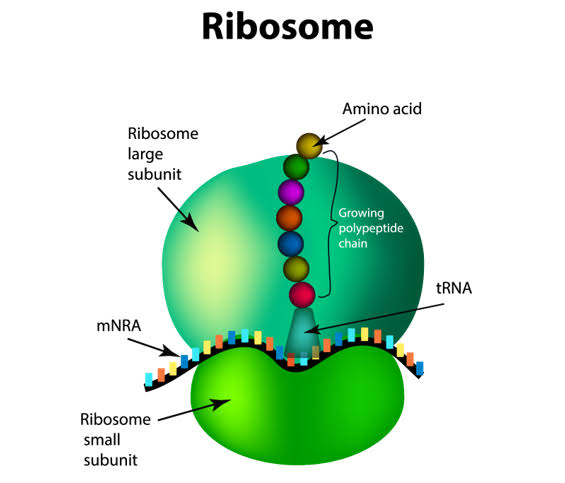 Ribosome
Amino acid
Ribosome
large
subunit
Growing
polypeptide
chain
tRNA
mNRA
Ribosome
small
subunit